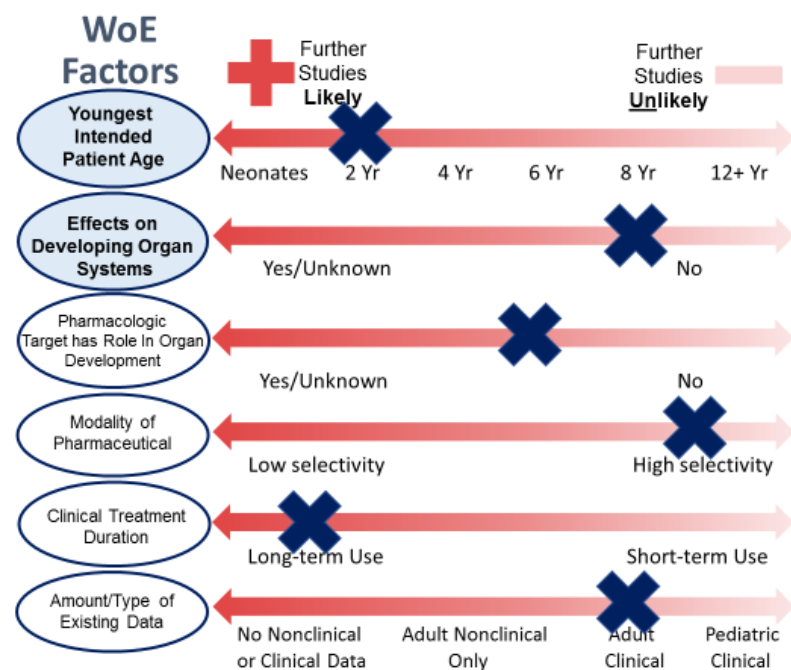 WoE
Factors
Further
Studies
Likely
Further
Studies
Unlikely
Youngest
Intended
Patient Age
Neonates 2 Yr 4 Yr 6 Yr 8 Yr 12+ Yr
Effects on
Developing Organ
Systems
Yes/Unknown No
Pharmacologic
Target has Role In Organ
Development
Yes/Unknown No
Modality of
Pharmaceutical
Low selectivity High selectivity
Clinical Treatment
Duration
Long-term Use Short-term Use
Amount/Type of
Existing Data
No Nonclinical
or Clinical Data
Adult Nonclinical
Only
Adult
Clinical
Pediatric
Clinical